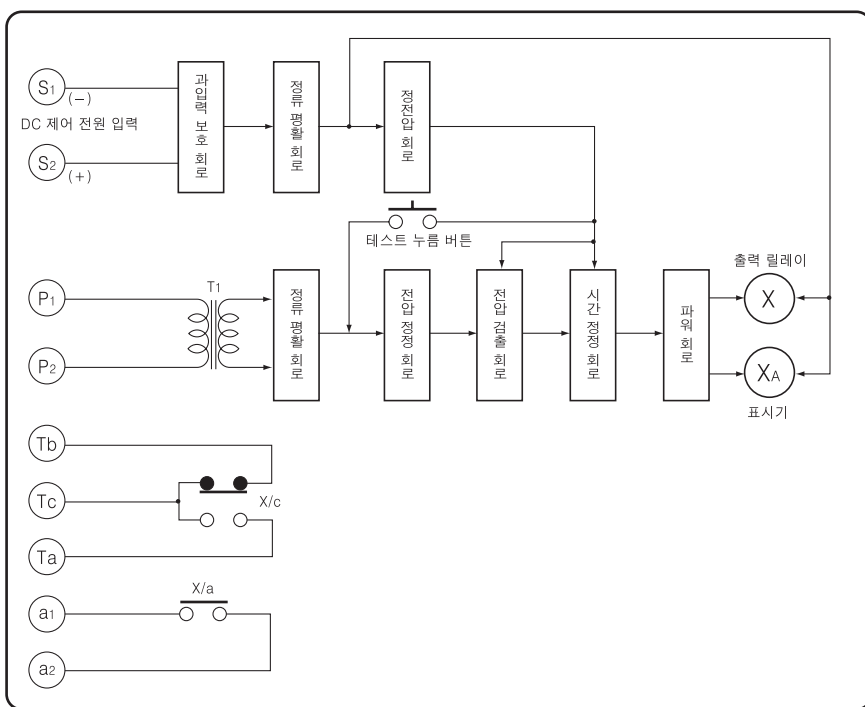 S1
(−)
DC 제어 전원 입력
S2
(+)
과입력 보호 회로
정류 평활 회로
정전압 회로
테스트 누름 버튼
P1
P2
T1
정류 평활 회로
전압 정정 회로
전압 검출 회로
시간 정정 회로
파워 회로
출력 릴레이
X
XA
표시기
Tb
Tc
X/c
Ta
X/a
a1
a2